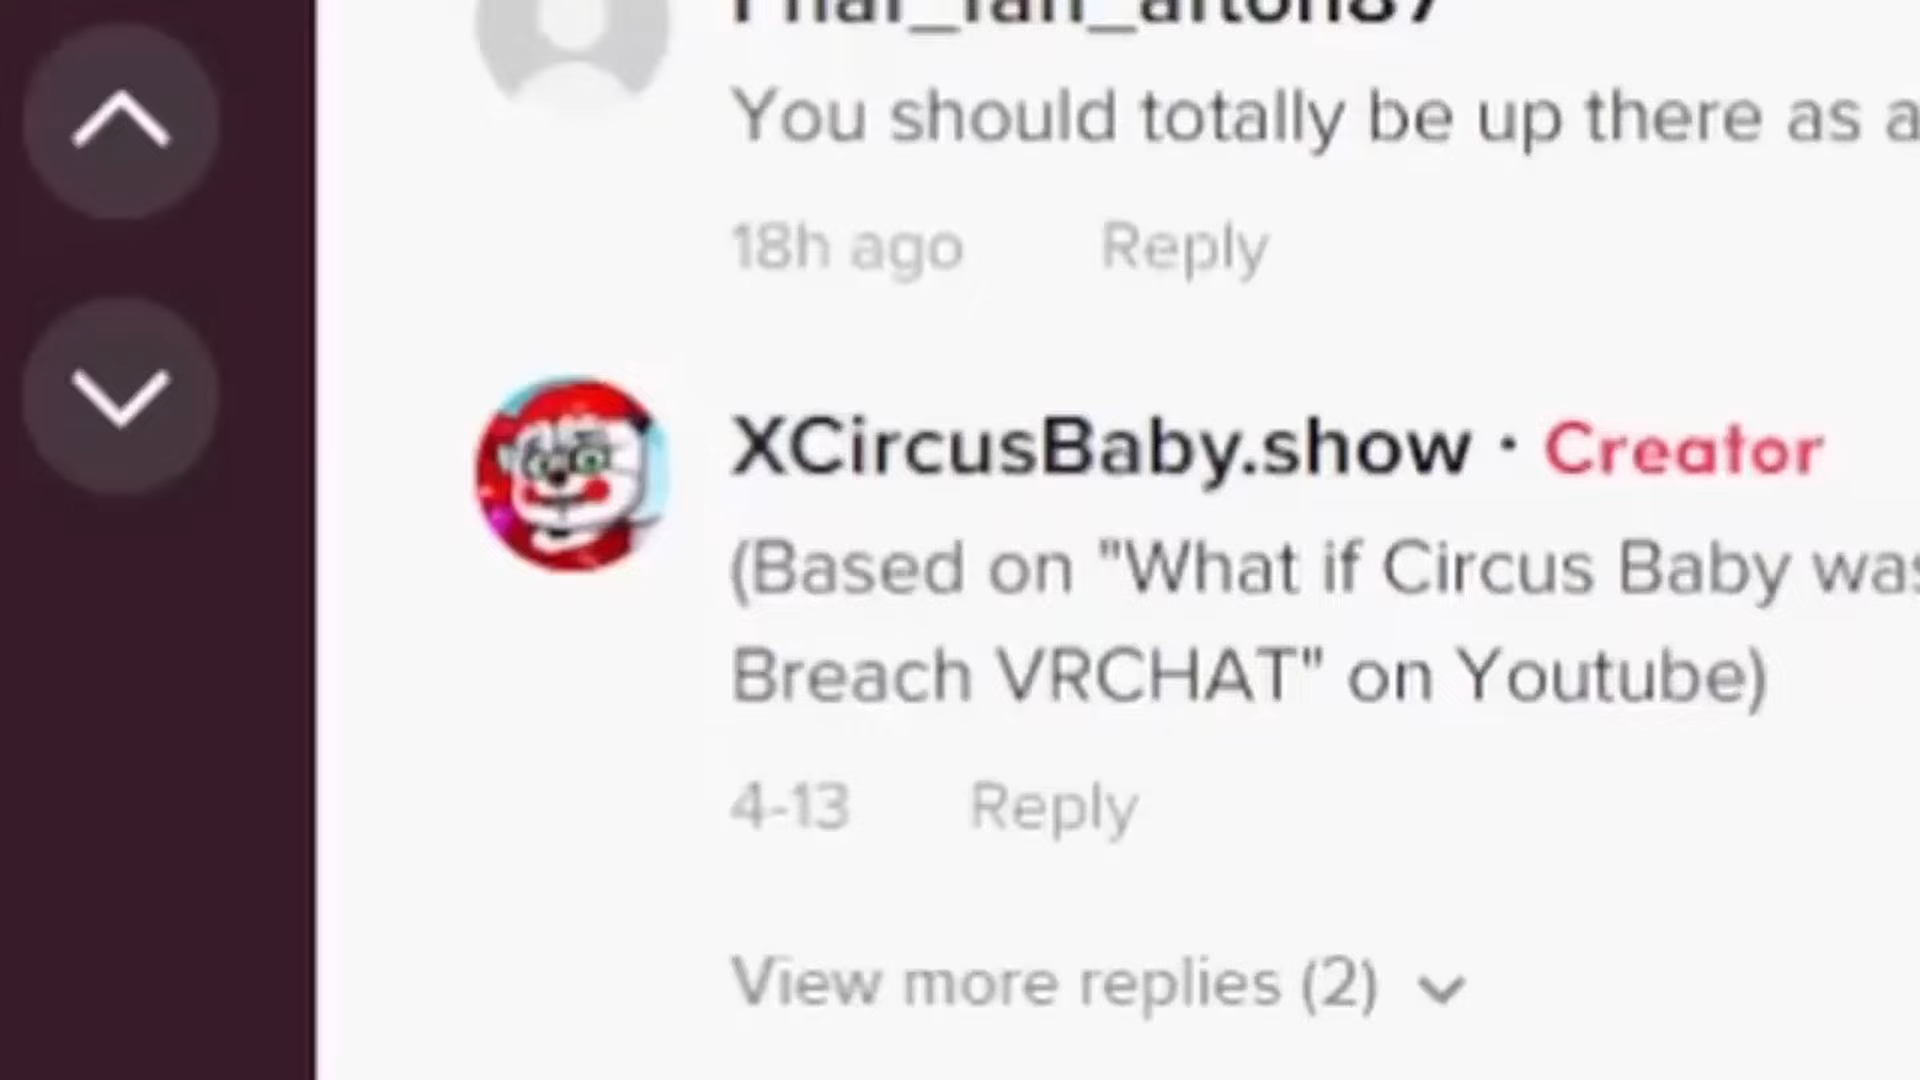 You should totally be up there as a
18h ago Reply
XCircusBaby.show · Creator
(Based on "What if Circus Baby was
Breach VRCHAT" on Youtube)
4-13 Reply
View more replies (2)